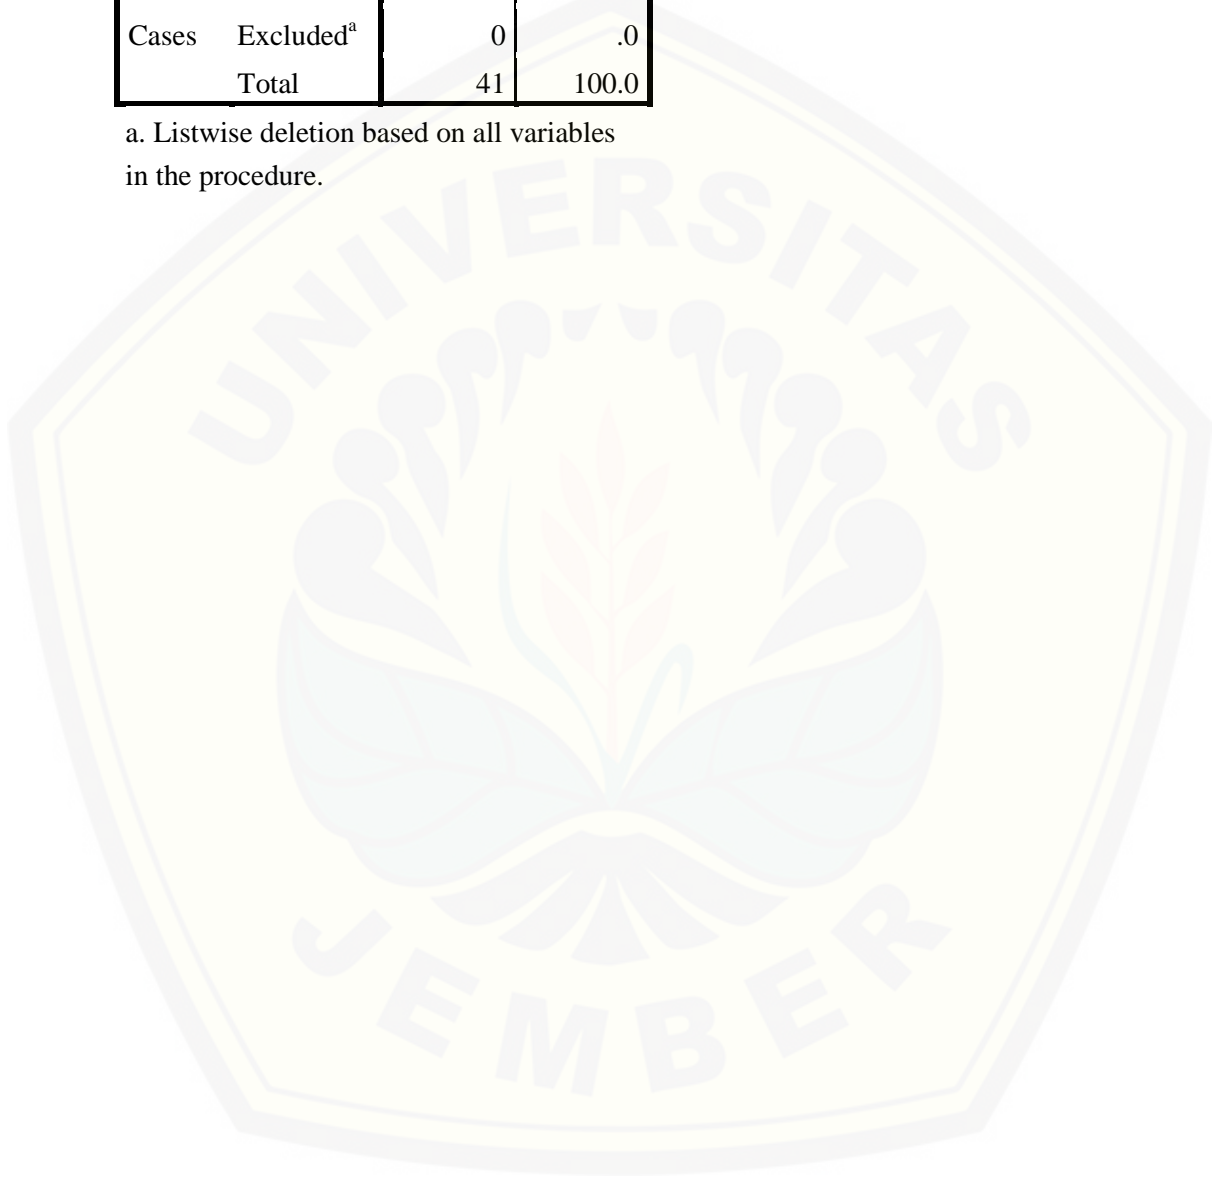 Cases Excludedᵃ 0 .0
Total 41 100.0
a. Listwise deletion based on all variables
in the procedure.
UNIVERSITAS
JEMBER